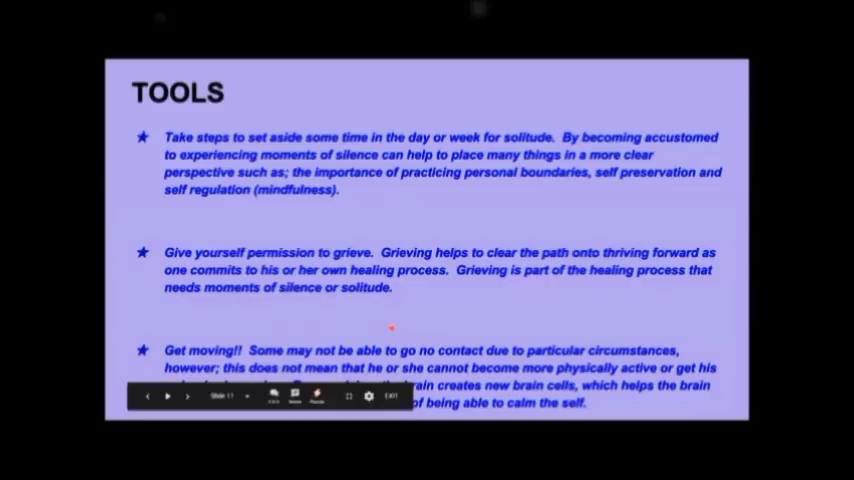 TOOLS
Take steps to set aside some time in the day or week for solitude. By becoming accustomed
to experiencing moments of silence can help to place many things in a more clear
perspective such as; the importance of practicing personal boundaries, self preservation and
self regulation (mindfulness).
Give yourself permission to grieve. Grieving helps to clear the path onto thriving forward as
one commits to his or her own healing process. Grieving is part of the healing process that
needs moments of silence or solitude.
Get moving!! Some may not be able to go no contact due to particular circumstances,
however; this does not mean that he or she cannot become more physically active or get his
brain creates new brain cells, which helps the brain
of being able to calm the self.
Slide 11 EXIT